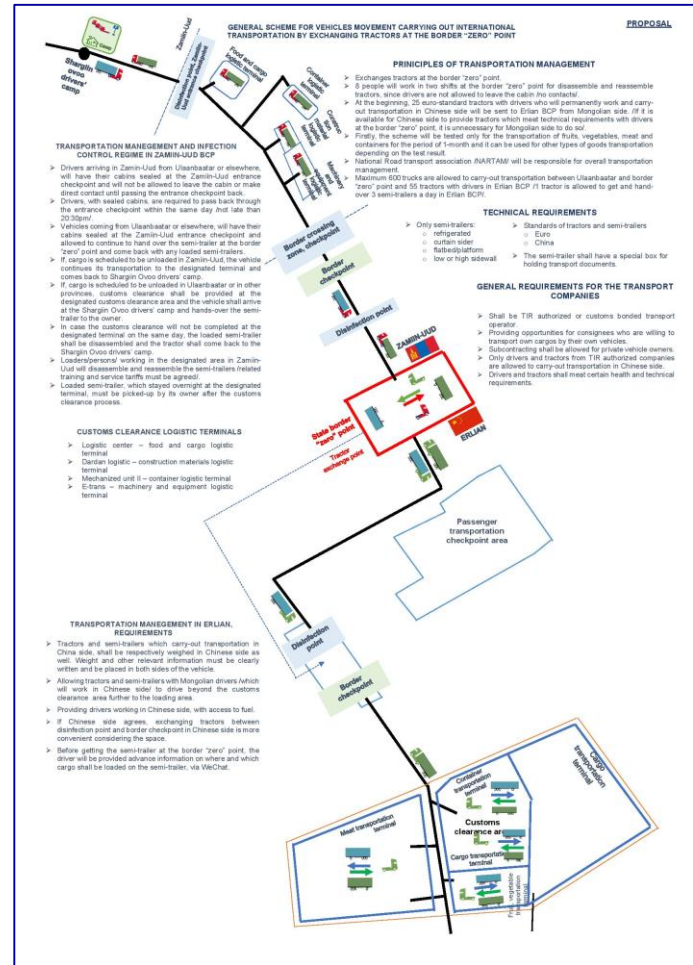 PROPOSAL
GENERAL SCHEME FOR VEHICLES MOVEMENT CARRYING OUT INTERNATIONAL
TRANSPORTATION BY EXCHANGING TRACTORS AT THE BORDER “ZERO” POINT
Zamiin-Uud
Shargiin
ovoo
drivers’
camp
Disinfection point, Zamiin-
Uud entrance checkpoint
Food and cargo
logistic terminal
Container
logistic
terminal
Machinery
logistic
terminal
PRINICIPLES OF TRANSPORTATION MANAGEMENT
Exchanges tractors at the border “zero” point.
8 people will work in two shifts at the border “zero” point for disassemble and reassemble
tractors, since drivers are not allowed to leave the cabin /no contacts/.
At the beginning, 25 euro-standard tractors with drivers who will permanently work and carry-
out transportation in Chinese side will be sent to Erlian BCP from Mongolian side. /If it is
available for Chinese side to provide tractors which meet technical requirements with drivers
at the border “zero” point, it is unnecessary for Mongolian side to do so/.
Firstly, the scheme will be tested only for the transportation of fruits, vegetables, meat and
containers for the period of 1-month and it can be used for other types of goods transportation
depending on the test result.
National Road transport association /NARTAM/ will be responsible for overall transportation
management.
Maximum 600 trucks are allowed to carry-out transportation between Ulaanbaatar and border
“zero” point and 55 tractors with drivers in Erlian BCP /1 tractor is allowed to get and hand-
over 3 semi-trailers a day in Erlian BCP/.
TRANSPORTATION MANAGEMENT AND INFECTION
CONTROL REGIME IN ZAMIIN-UUD BCP
Drivers arriving in Zamiin-Uud from Ulaanbaatar or elsewhere,
will have their cabins sealed at the Zamiin-Uud entrance
checkpoint and will not be allowed to leave the cabin or make
direct contact until passing the entrance checkpoint back.
Drivers, with sealed cabins, are required to pass back through
the entrance checkpoint within the same day /not late than
20:30pm/.
Vehicles coming from Ulaanbaatar or elsewhere, will have their
cabins sealed at the Zamiin-Uud entrance checkpoint and
allowed to continue to hand over the semi-trailer at the border
“zero” point and come back with any loaded semi-trailers.
If, cargo is scheduled to be unloaded in Zamiin-Uud, the vehicle
continues its transportation to the designated terminal and
comes back to Shargiin Ovoo drivers’ camp.
If, cargo is scheduled to be unloaded in Ulaanbaatar or in other
provinces, customs clearance shall be provided at the
designated customs clearance area and the vehicle shall arrive
at the Shargiin Ovoo drivers’ camp and hands-over the semi-
trailer to the owner.
In case the customs clearance will not be completed at the
designated terminal on the same day, the loaded semi-trailer
shall be disassembled and the tractor shall come back to the
Shargiin Ovoo drivers’ camp.
Loaders/persons/ working in the designated area in Zamiin-
Uud will disassemble and reassemble the semi-trailers /related
training and service tariffs must be agreed/.
Loaded semi-trailer, which stayed overnight at the designated
terminal, must be picked-up by its owner after the customs
clearance process.
Border crossing
zone, checkpoint
Border
checkpoint
Disinfection point
TECHNICAL REQUIREMENTS
Only semi-trailers:
refrigerated
curtain sider
flatbed/platform
low or high sidewall
Standards of tractors and semi-trailers
Euro
China
The semi-trailer shall have a special box for
holding transport documents.
GENERAL REQUIREMENTS FOR THE TRANSPORT
COMPANIES
Shall be TIR authorized or customs bonded transport
operator.
Providing opportunities for consignees who are willing to
transport own cargos by their own vehicles.
Subcontracting shall be allowed for private vehicle owners.
Only drivers and tractors from TIR authorized companies
are allowed to carry-out transportation in Chinese side.
Drivers and tractors shall meet certain health and technical
requirements.
ZAMIIN-UUD
State border
“zero” point
Tractor
exchange point
ERLIAN
CUSTOMS CLEARANCE LOGISTIC TERMINALS
Logistic center – food and cargo logistic
terminal
Dardan logistic – construction materials logistic
terminal
Mechanized unit II – container logistic terminal
E-trans – machinery and equipment logistic
terminal
Passenger
transportation
checkpoint area
Disinfection
point
Border
checkpoint
TRANSPORTATION MANEGEMENT IN ERLIAN,
REQUIREMENTS
Tractors and semi-trailers which carry-out transportation in
China side, shall be respectively weighed in Chinese side as
well. Weight and other relevant information must be clearly
written and be placed in both sides of the vehicle.
Allowing tractors and semi-trailers with Mongolian drivers /which
will work in Chinese side/ to drive beyond the customs
clearance area further to the loading area.
Providing drivers working in Chinese side, with access to fuel.
If Chinese side agrees, exchanging tractors between
disinfection point and border checkpoint in Chinese side is more
convenient considering the space.
Before getting the semi-trailer at the border “zero” point, the
driver will be provided advance information on where and which
cargo shall be loaded on the semi-trailer, via WeChat.
Meat transportation
terminal
Container
transportation
terminal
Cargo
transportation
terminal
Customs
clearance are
Cargo transportation
terminal
Fruit, vegetable
transportation
terminal